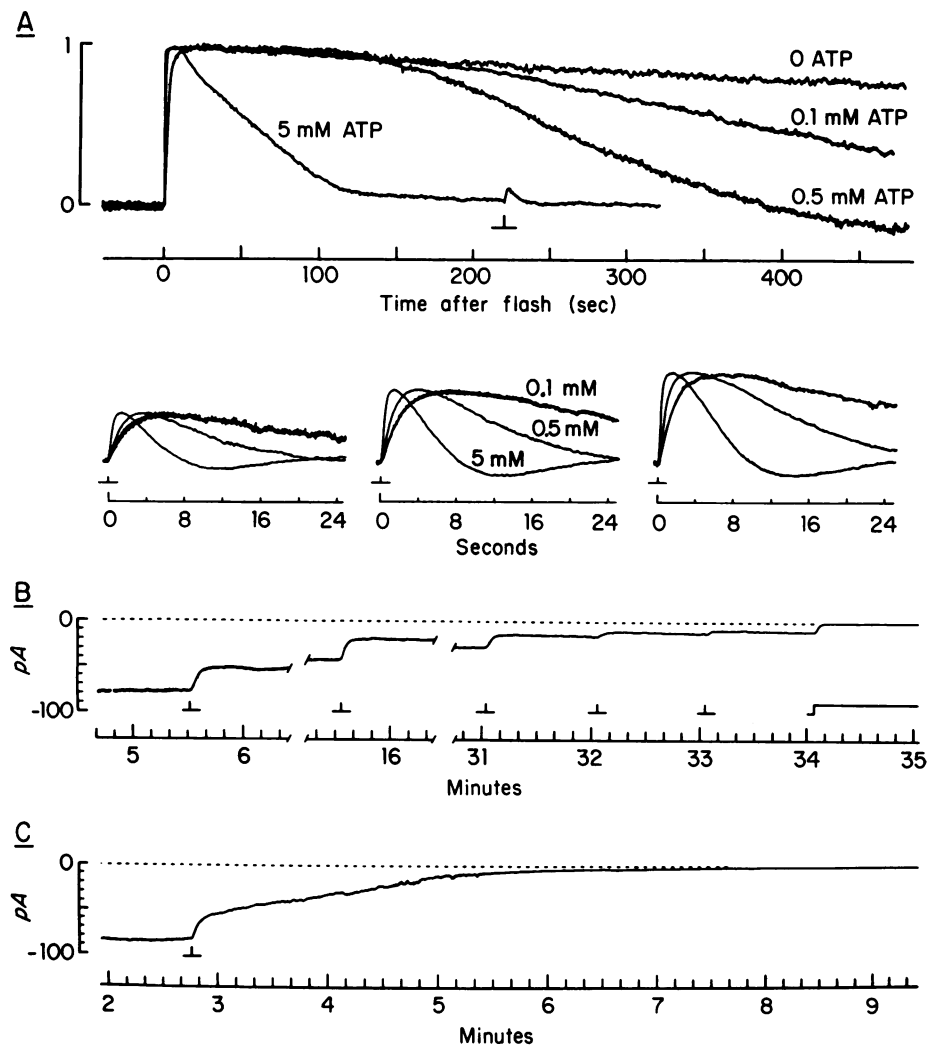 A
1
0
0 ATP
0.1 mM ATP
0.5 mM ATP
5 mM ATP
0 100 200 300 400
Time after flash (sec)
0.1 mM
0.5 mM
5 mM
0 8 16 24
0 8 16 24
0 8 16 24
Seconds
B
0
pA
-100
5 6 16 31 32 33 34 35
Minutes
C
0
pA
-100
2 3 4 5 6 7 8 9
Minutes